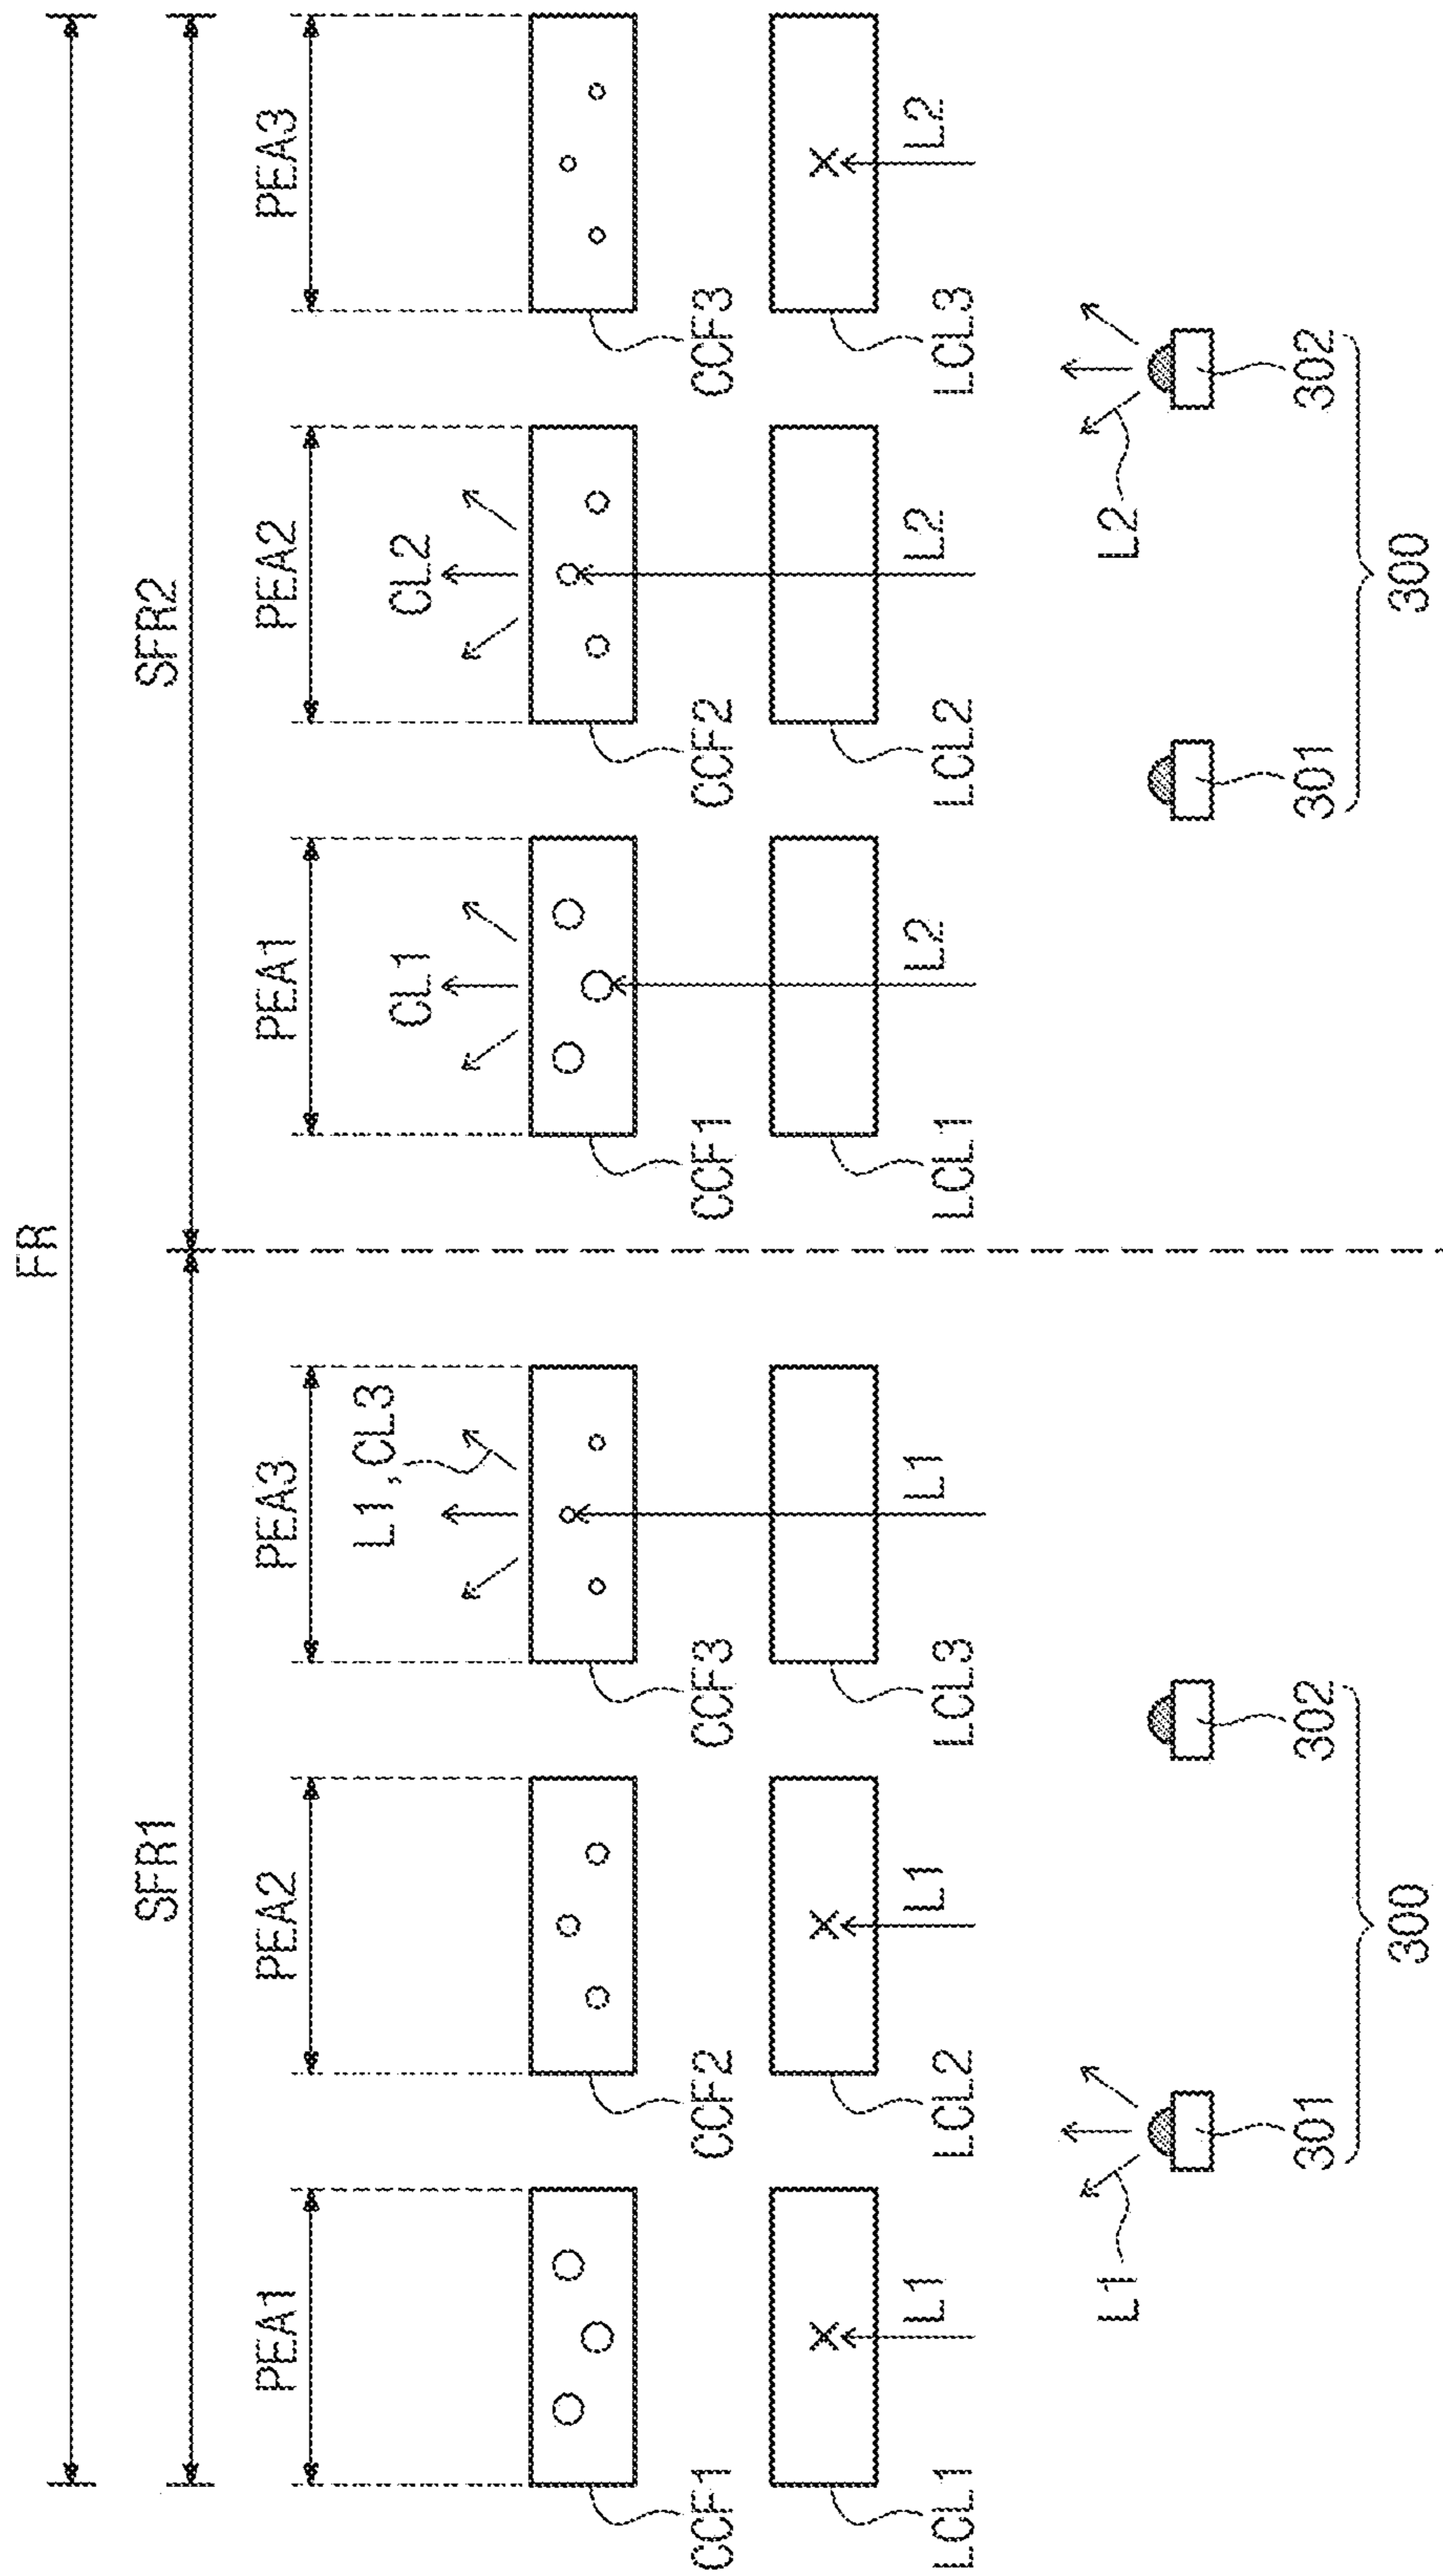 FR
SFR1 SFR2
PEA1 PEA2 PEA3 PEA1 PEA2 PEA3
L1,CL3 CL1 CL2
CCF1 CCF2 CCF3 CCF1 CCF2 CCF3
L1 L1 L1 L2 L2 L2
LCL1 LCL2 LCL3 LCL1 LCL2 LCL3
L1 L2
301 302 301 302
300 300